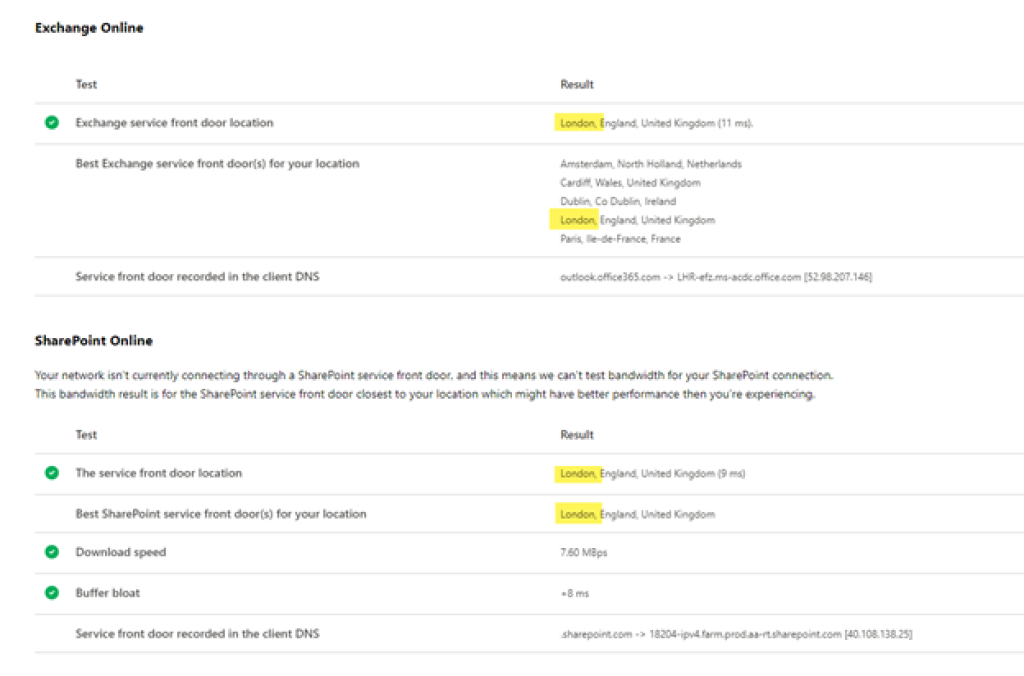 Exchange Online
Test Result
Exchange service front door location London, England, United Kingdom (11 ms).
Best Exchange service front door(s) for your location Amsterdam, North Holland, Netherlands
Cardiff, Wales, United Kingdom
Dublin, Co Dublin, Ireland
London, England, United Kingdom
Paris, Ile-de-France, France
Service front door recorded in the client DNS outlook.office365.com -> LHR-efz.ms-acdc.office.com [52.98.207.146]
SharePoint Online
Your network isn't currently connecting through a SharePoint service front door, and this means we can't test bandwidth for your SharePoint connection.
This bandwidth result is for the SharePoint service front door closest to your location which might have better performance then you're experiencing.
Test Result
The service front door location London, England, United Kingdom (9 ms)
Best SharePoint service front door(s) for your location London, England, United Kingdom
Download speed 7.60 MBps
Buffer bloat +8 ms
Service front door recorded in the client DNS .sharepoint.com -> 18204-ipv4.farm.prod.aa-rt.sharepoint.com [40.108.138.25]